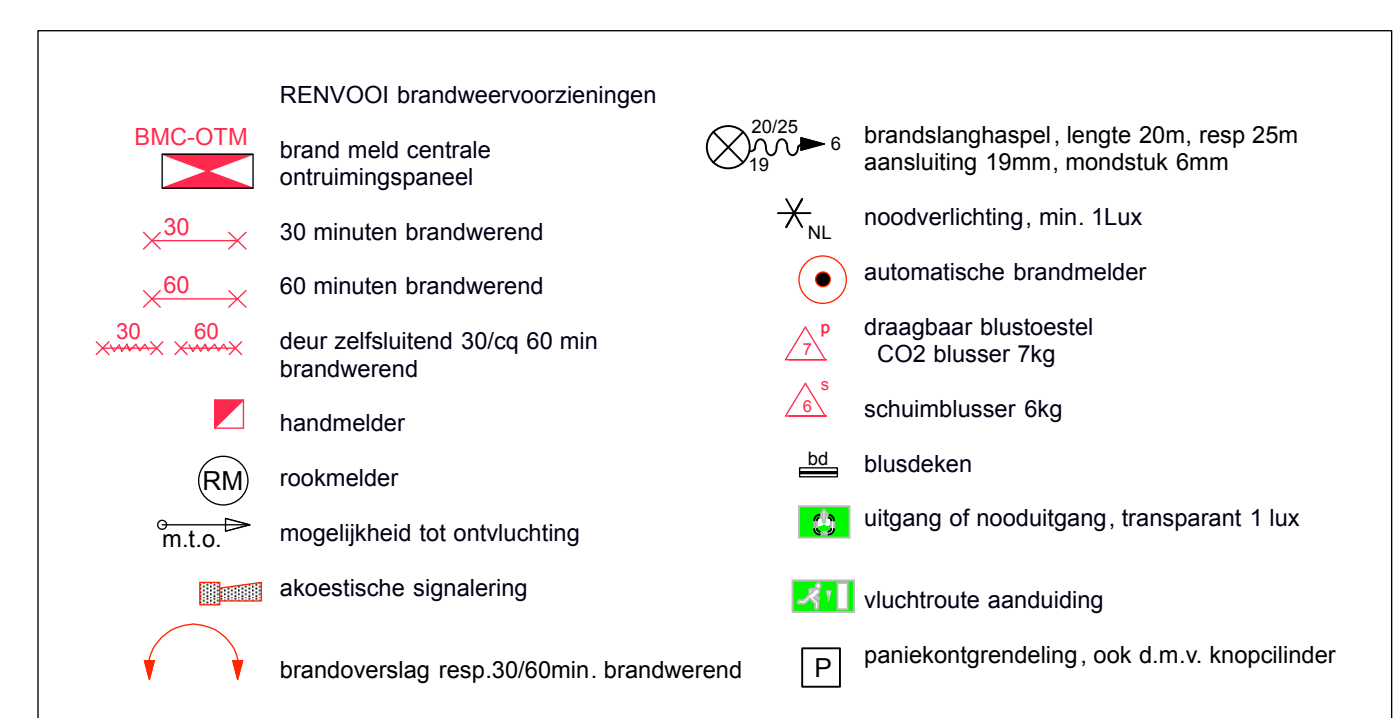 RENVOOI brandweervoorzieningen
BMC-OTM
brand meld centrale
ontruimingspaneel
30
30 minuten brandwerend
60
60 minuten brandwerend
30 60
deur zelfsluitend 30/cq 60 min
brandwerend
handmelder
RM
rookmelder
m.t.o.
mogelijkheid tot ontvluchting
akoestische signalering
brandoverslag resp.30/60min. brandwerend
20/25
19
6
brandslanghaspel, lengte 20m, resp 25m
aansluiting 19mm, mondstuk 6mm
NL
noodverlichting, min. 1Lux
automatische brandmelder
p
7
draagbaar blustoestel
CO2 blusser 7kg
s
6
schuimblusser 6kg
bd
blusdeken
uitgang of nooduitgang, transparant 1 lux
vluchtroute aanduiding
P
paniekontgrendeling, ook d.m.v. knopcilinder